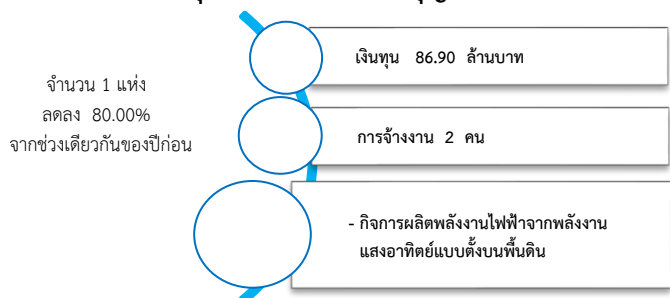 จำนวน 1 แห่ง
ลดลง 80.00%
จากช่วงเดียวกันของปีก่อน
เงินทุน 86.90 ล้านบาท
การจ้างงาน 2 คน
- กิจการผลิตพลังงานไฟฟ้าจากพลังงาน
แสงอาทิตย์แบบตั้งบนพื้นดิน